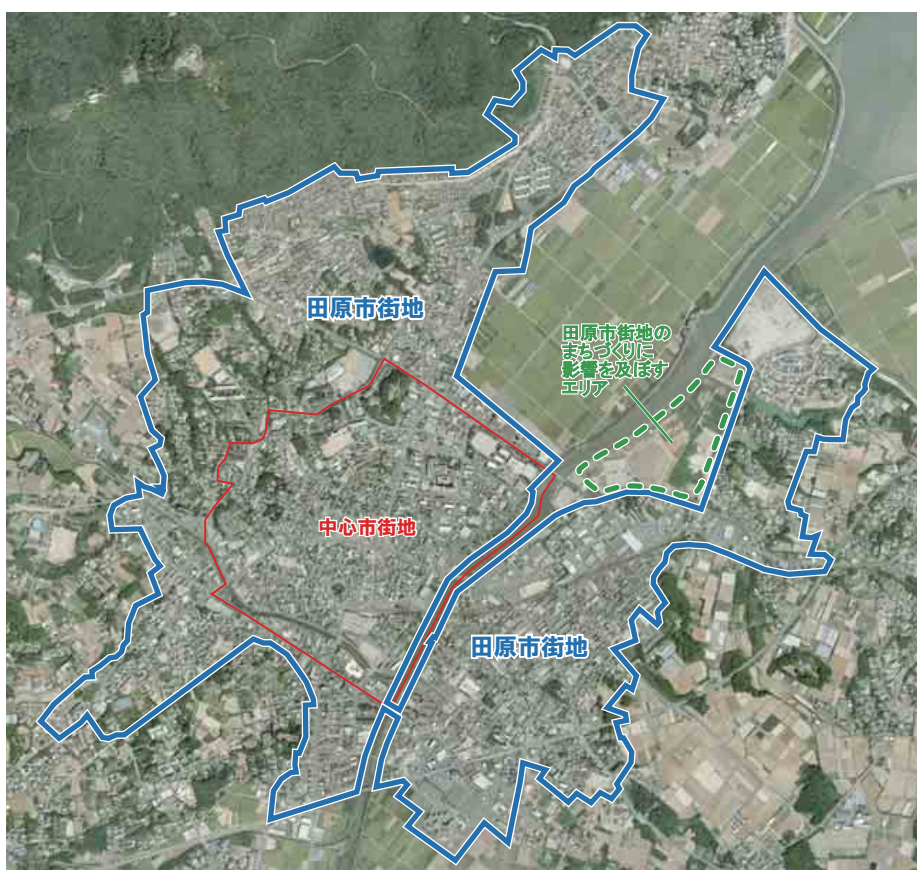 田原市街地
田原市街地の
まちづくりに
影響を及ぼす
エリア
中心市街地
田原市街地